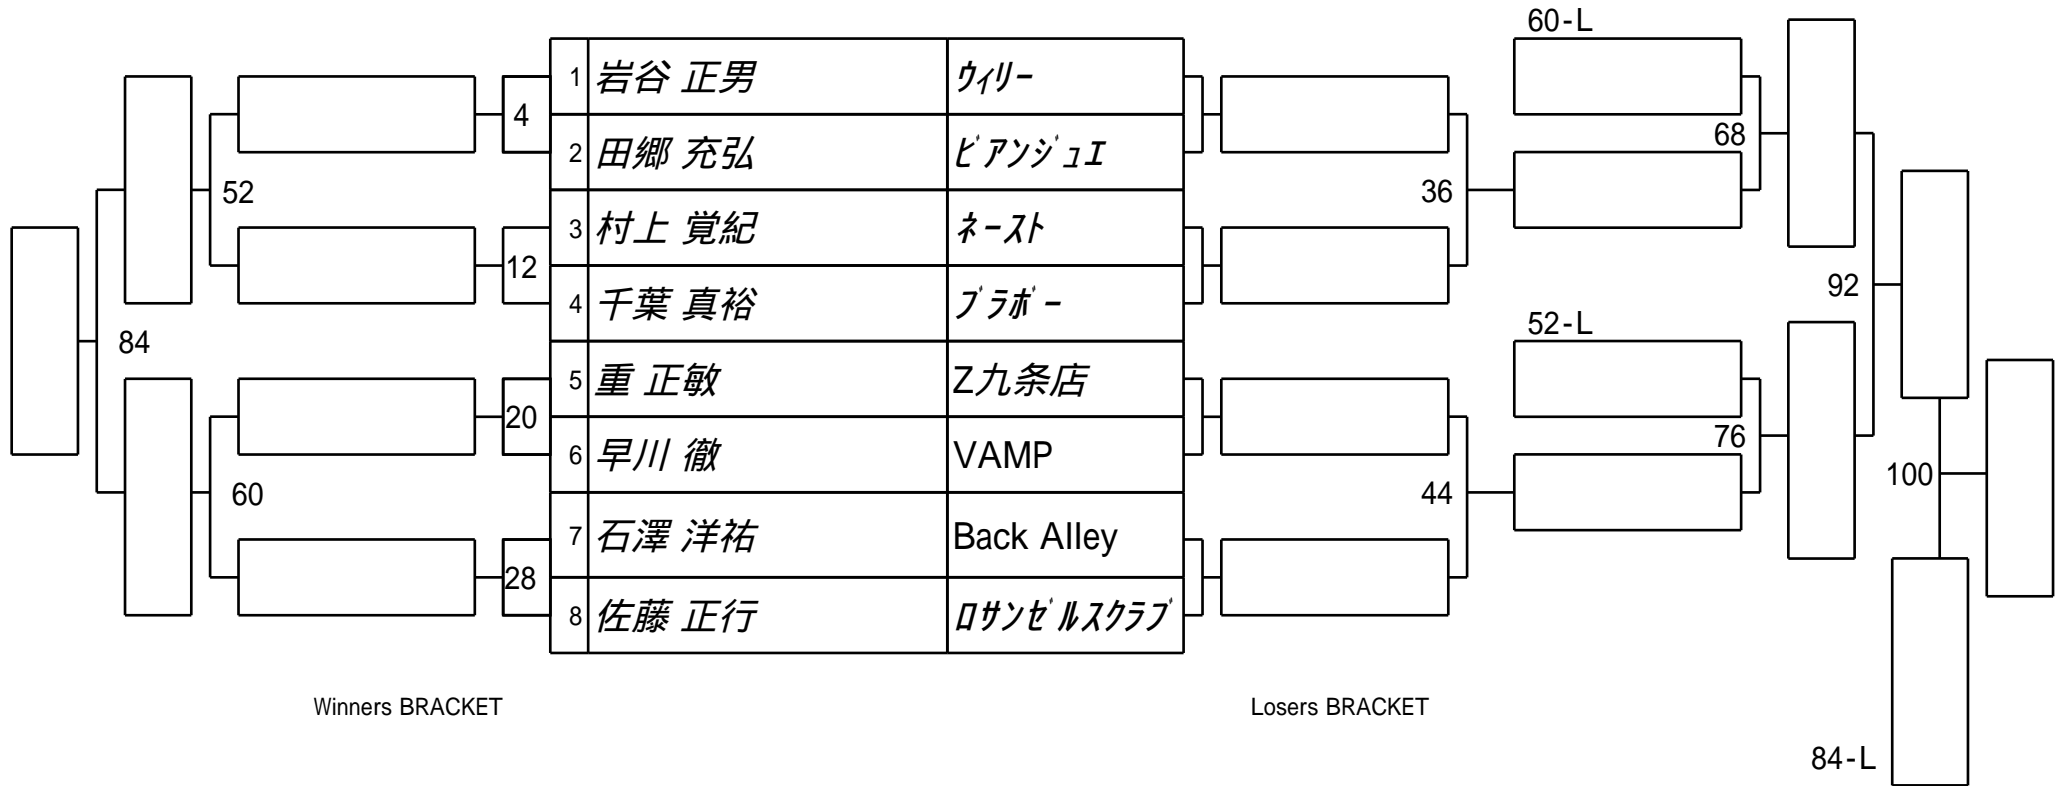 60-L
1 岩谷 正男 ウィリー
4
2 田郷 充弘 ビアンジュエ
68
52
36
3 村上 覚紀 ネースト
12
4 千葉 真裕 ブラボー
92
84
52-L
5 重 正敏 Z九条店
20
76
6 早川 徹 VAMP
100
60
44
7 石澤 洋祐 Back Alley
28
8 佐藤 正行 ロサンゼルスクラブ
Winners BRACKET
Losers BRACKET
84-L